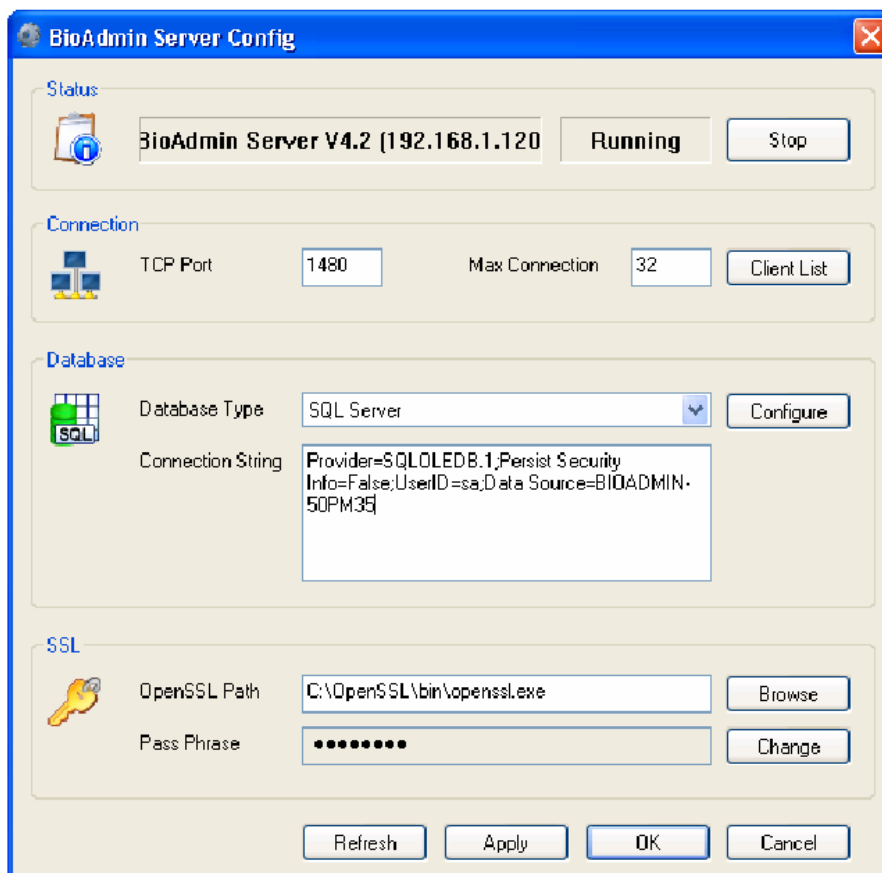 BioAdmin Server Config
Status
BioAdmin Server V4.2 (192.168.1.120
Running
Stop
Connection
TCP Port
1480
Max Connection
32
Client List
Database
Database Type
SQL Server
Configure
SQL
Connection String
Provider=SQLOLEDB.1;Persist Security
Info=False;UserID=sa;Data Source=BIOADMIN-
50PM35
SSL
OpenSSL Path
C:\OpenSSL\bin\openssl.exe
Browse
Pass Phrase
••••••••
Change
Refresh
Apply
OK
Cancel